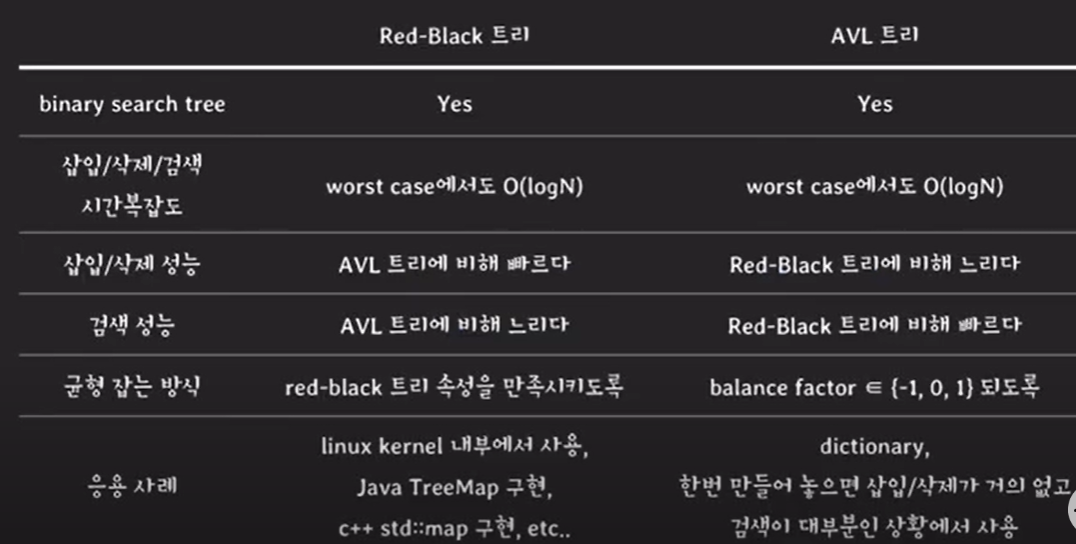 Red-Black 트리 AVL 트리
binary search tree Yes Yes
삽입/삭제/검색
시간복잡도 worst case에서도 O(logN) worst case에서도 O(logN)
삽입/삭제 성능 AVL 트리에 비해 빠르다 Red-Black 트리에 비해 느리다
검색 성능 AVL 트리에 비해 느리다 Red-Black 트리에 비해 빠르다
균형 잡는 방식 red-black 트리 속성을 만족시키도록 balance factor ∈ {-1, 0, 1} 되도록
응용 사례
linux kernel 내부에서 사용,
Java TreeMap 구현,
c++ std::map 구현, etc..
dictionary,
한번 만들어 놓으면 삽입/삭제가 거의 없고
검색이 대부분인 상황에서 사용